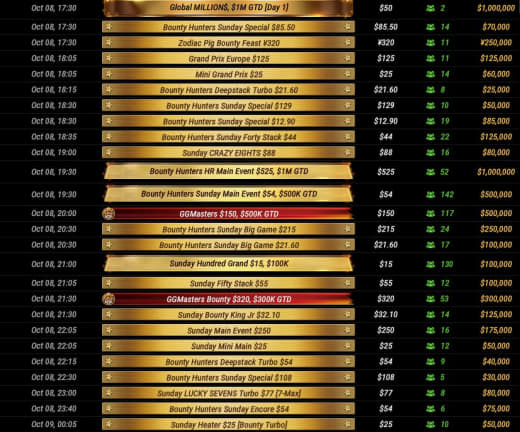 Oct 08, 17:30 Global MILLION$, $1M GTD [Day 1] $50 2 $1,000,000
Oct 08, 17:30 Bounty Hunters Sunday Special $85.50 $85.50 14 $70,000
Oct 08, 17:30 Zodiac Pig Bounty Feast ¥320 ¥320 11 ¥250,000
Oct 08, 18:05 Grand Prix Europe $125 $125 11 $125,000
Oct 08, 18:05 Mini Grand Prix $25 $25 14 $60,000
Oct 08, 18:15 Bounty Hunters Deepstack Turbo $21.60 $21.60 8 $25,000
Oct 08, 18:30 Bounty Hunters Sunday Special $129 $129 10 $50,000
Oct 08, 18:30 Bounty Hunters Sunday Special $12.90 $12.90 19 $85,000
Oct 08, 18:35 Bounty Hunters Sunday Forty Stack $44 $44 22 $125,000
Oct 08, 19:00 Sunday CRAZY EIGHTS $88 $88 16 $80,000
Oct 08, 19:30 Bounty Hunters HR Main Event $525, $1M GTD $525 52 $1,000,000
Oct 08, 19:30 Bounty Hunters Sunday Main Event $54, $500K GTD $54 142 $500,000
Oct 08, 20:00 GGMasters $150, $500K GTD $150 117 $500,000
Oct 08, 20:30 Bounty Hunters Sunday Big Game $215 $215 24 $250,000
Oct 08, 20:30 Bounty Hunters Sunday Big Game $21.60 $21.60 17 $100,000
Oct 08, 21:00 Sunday Hundred Grand $15, $100K $15 130 $100,000
Oct 08, 21:05 Sunday Fifty Stack $55 $55 12 $100,000
Oct 08, 21:30 GGMasters Bounty $320, $300K GTD $320 53 $300,000
Oct 08, 21:30 Sunday Bounty King Jr $32.10 $32.10 14 $125,000
Oct 08, 22:05 Sunday Main Event $250 $250 16 $175,000
Oct 08, 22:05 Sunday Mini Main $25 $25 12 $50,000
Oct 08, 22:15 Bounty Hunters Deepstack Turbo $54 $54 9 $40,000
Oct 08, 22:30 Bounty Hunters Sunday Special $108 $108 5 $30,000
Oct 08, 23:00 Sunday LUCKY SEVENS Turbo $77 [7-Max] $77 8 $80,000
Oct 08, 23:40 Bounty Hunters Sunday Encore $54 $54 6 $75,000
Oct 09, 00:05 Sunday Heater $25 [Bounty Turbo] $25 10 $50,000